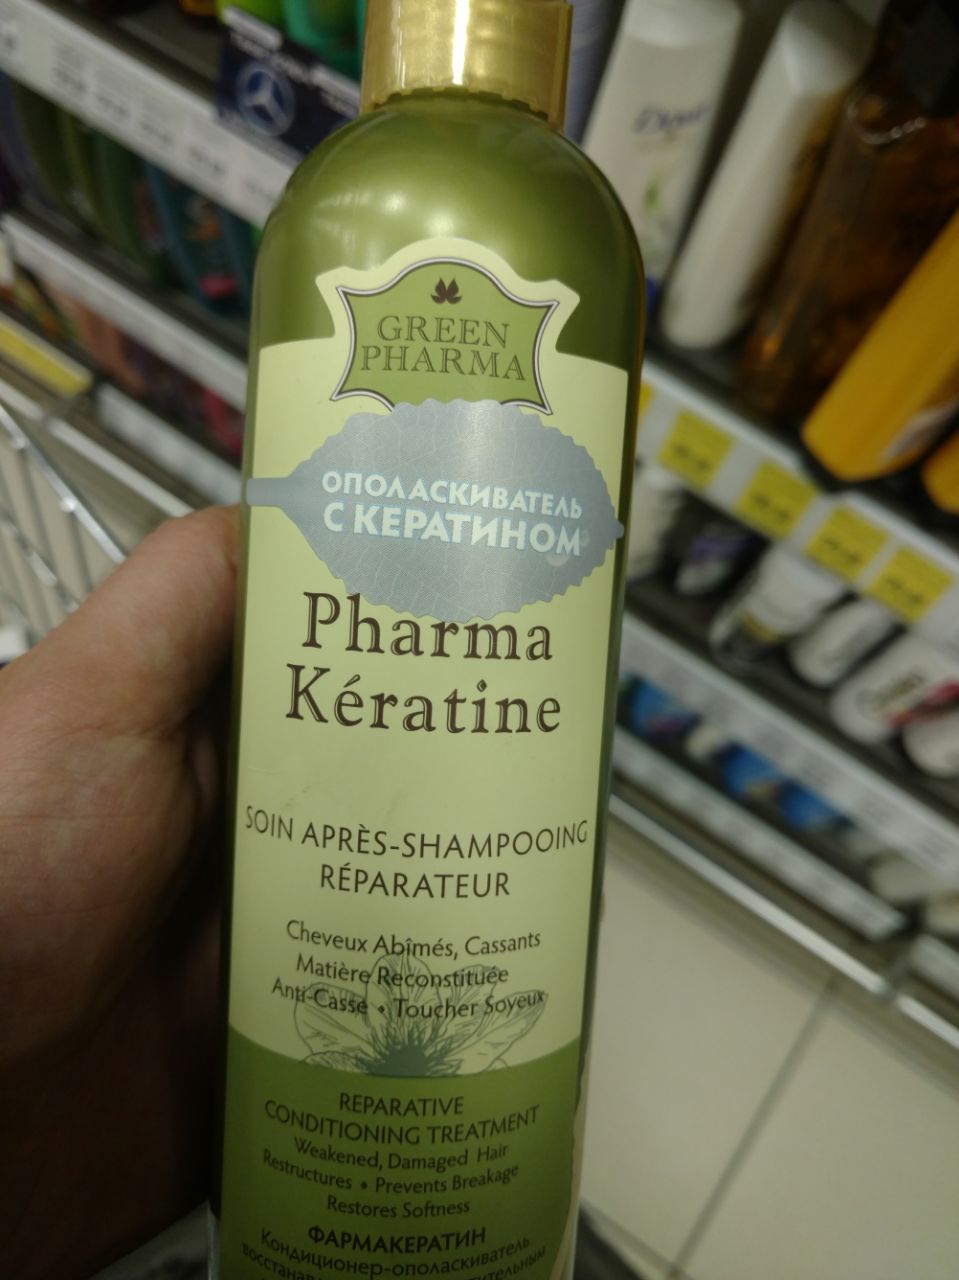 GREEN
PHARMA
ОПОЛАСКИВАТЕЛЬ
С КЕРАТИНОМ
Pharma
Kératine
SOIN APRÈS-SHAMPOOING
RÉPARATEUR
Cheveux Abîmés, Cassants
Matière Reconstituée
Anti-Casse • Toucher Soyeux
REPARATIVE
CONDITIONING TREATMENT
Weakened, Damaged Hair
Restructures • Prevents Breakage
Restores Softness
ФАРМАКЕРАТИН
Кондиционер-ополаскиватель
Dove